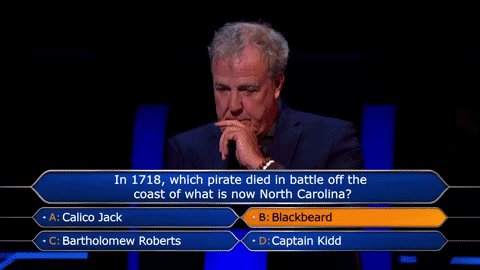 In 1718, which pirate died in battle off the
coast of what is now North Carolina?
A: Calico Jack
B: Blackbeard
C: Bartholomew Roberts
D: Captain Kidd